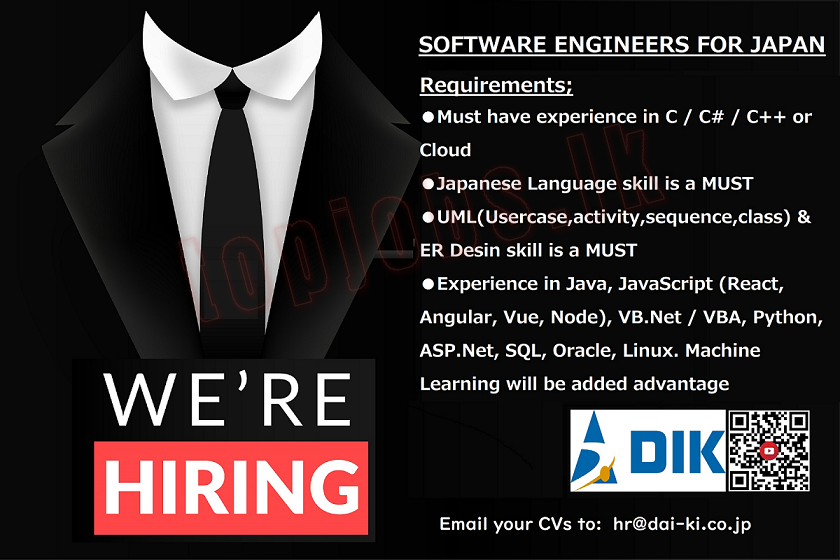 SOFTWARE ENGINEERS FOR JAPAN
Requirements;
●Must have experience in C / C# / C++ or
Cloud
●Japanese Language skill is a MUST
●UML(Usercase,activity,sequence,class) &
ER Desin skill is a MUST
●Experience in Java, JavaScript (React,
Angular, Vue, Node), VB.Net / VBA, Python,
ASP.Net, SQL, Oracle, Linux. Machine
Learning will be added advantage
topjobs.lk
WE'RE
HIRING
DIK
Email your CVs to: hr@dai-ki.co.jp